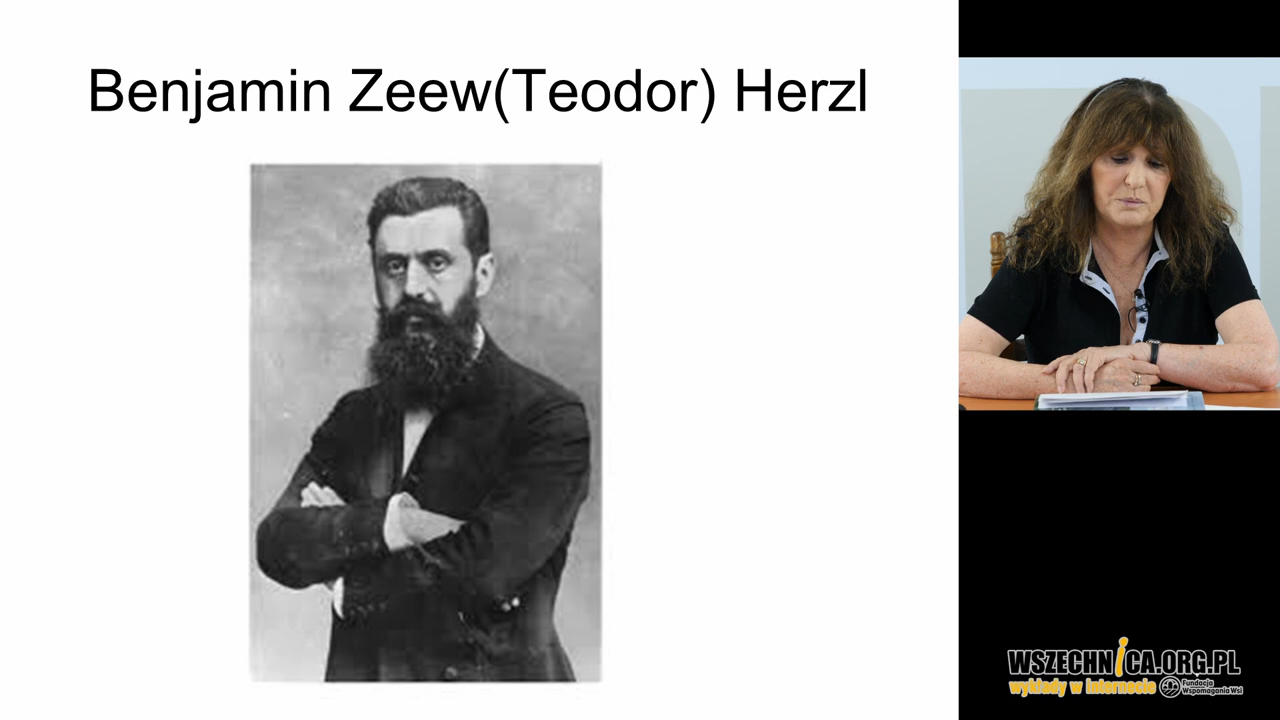 Benjamin Zeew(Teodor) Herzl
WSZECHNICA.ORG.PL
wykłady w internecie
Fundacja
Wspomagania Wsi